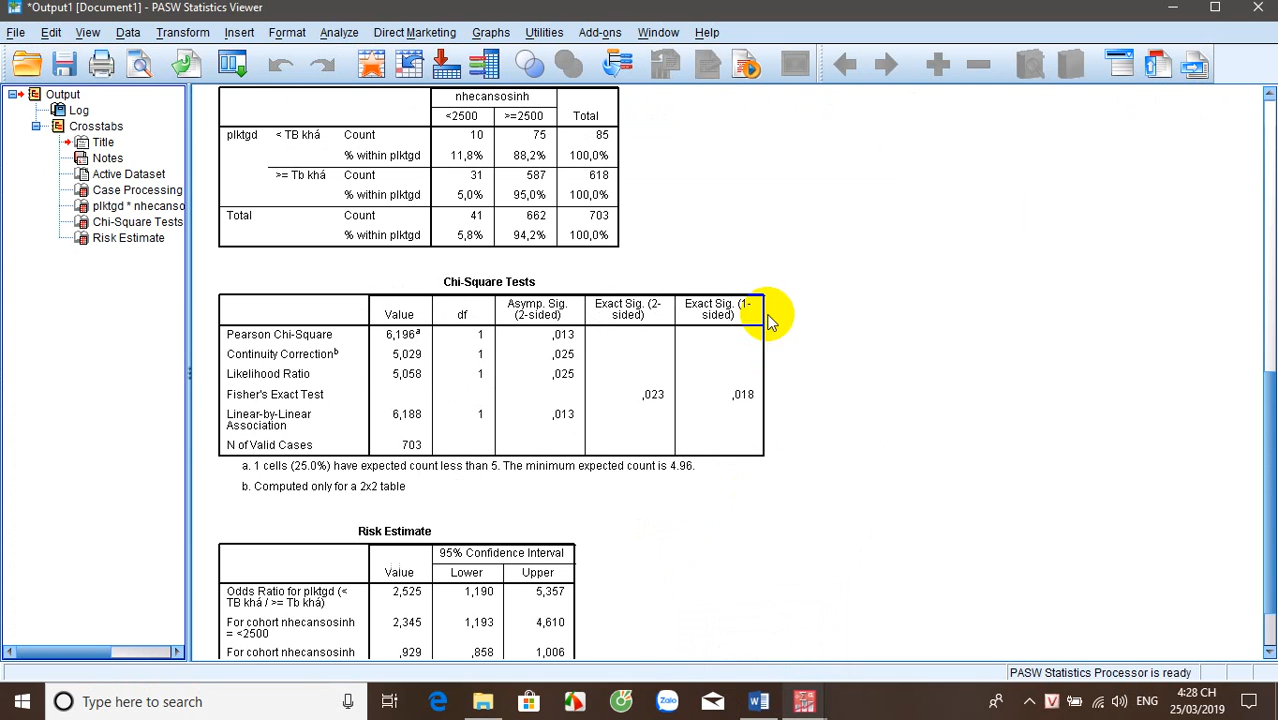 *Output1 [Document1] - PASW Statistics Viewer
File Edit View Data Transform Insert Format Analyze Direct Marketing Graphs Utilities Add-ons Window Help
Output
Log
Crosstabs
Title
Notes
Active Dataset
Case Processing
plktgd * nhecanso
Chi-Square Tests
Risk Estimate
nhecansosinh
<2500 >=2500 Total
plktgd < TB khá Count 10 75 85
% within plktgd 11,8% 88,2% 100,0%
>= Tb khá Count 31 587 618
% within plktgd 5,0% 95,0% 100,0%
Total Count 41 662 703
% within plktgd 5,8% 94,2% 100,0%
Chi-Square Tests
Value df Asymp. Sig. (2-sided) Exact Sig. (2-sided) Exact Sig. (1-sided)
Pearson Chi-Square 6,196a 1 ,013
Continuity Correctionb 5,029 1 ,025
Likelihood Ratio 5,058 1 ,025
Fisher's Exact Test ,023 ,018
Linear-by-Linear Association 6,188 1 ,013
N of Valid Cases 703
a. 1 cells (25.0%) have expected count less than 5. The minimum expected count is 4.96.
b. Computed only for a 2x2 table
Risk Estimate
95% Confidence Interval
Value Lower Upper
Odds Ratio for plktgd (< TB khá / >= Tb khá) 2,525 1,190 5,357
For cohort nhecansosinh = <2500 2,345 1,193 4,610
For cohort nhecansosinh ,929 ,858 1,006
PASW Statistics Processor is ready
Type here to search
Zalo
W
V
ENG
4:28 CH
25/03/2019